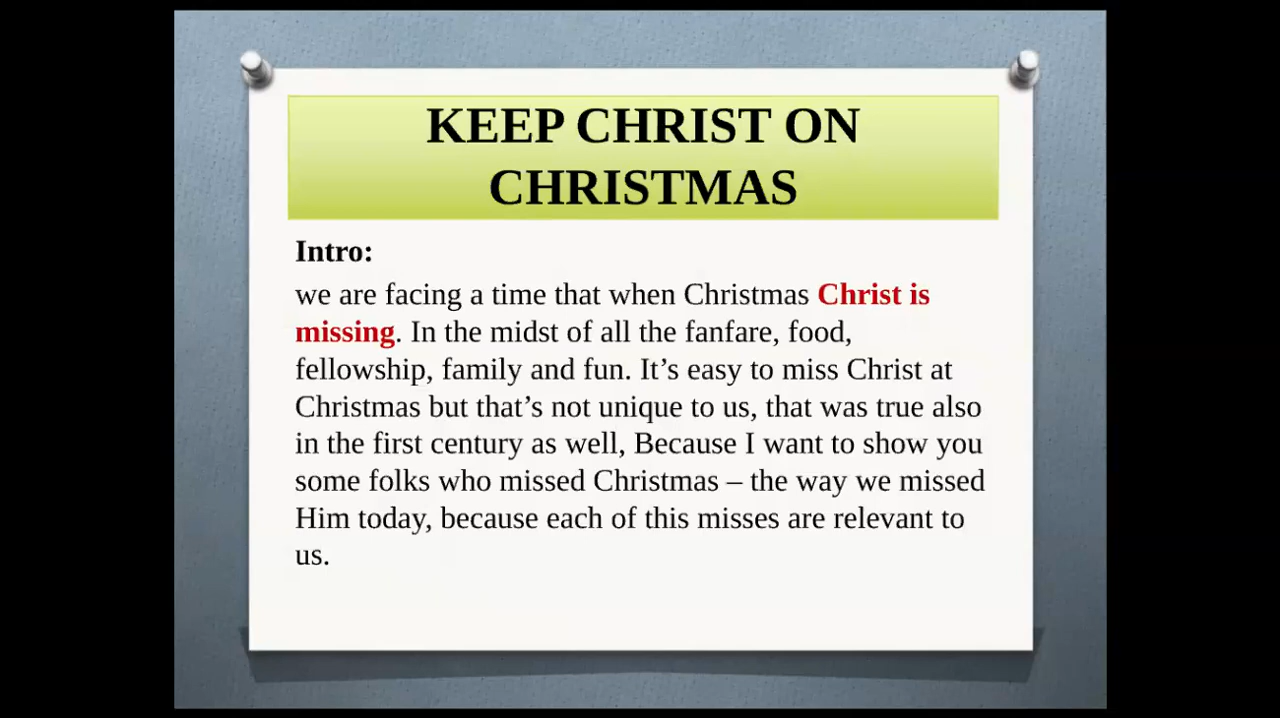 KEEP CHRIST ON
CHRISTMAS
Intro:
we are facing a time that when Christmas Christ is
missing. In the midst of all the fanfare, food,
fellowship, family and fun. It’s easy to miss Christ at
Christmas but that’s not unique to us, that was true also
in the first century as well, Because I want to show you
some folks who missed Christmas – the way we missed
Him today, because each of this misses are relevant to
us.